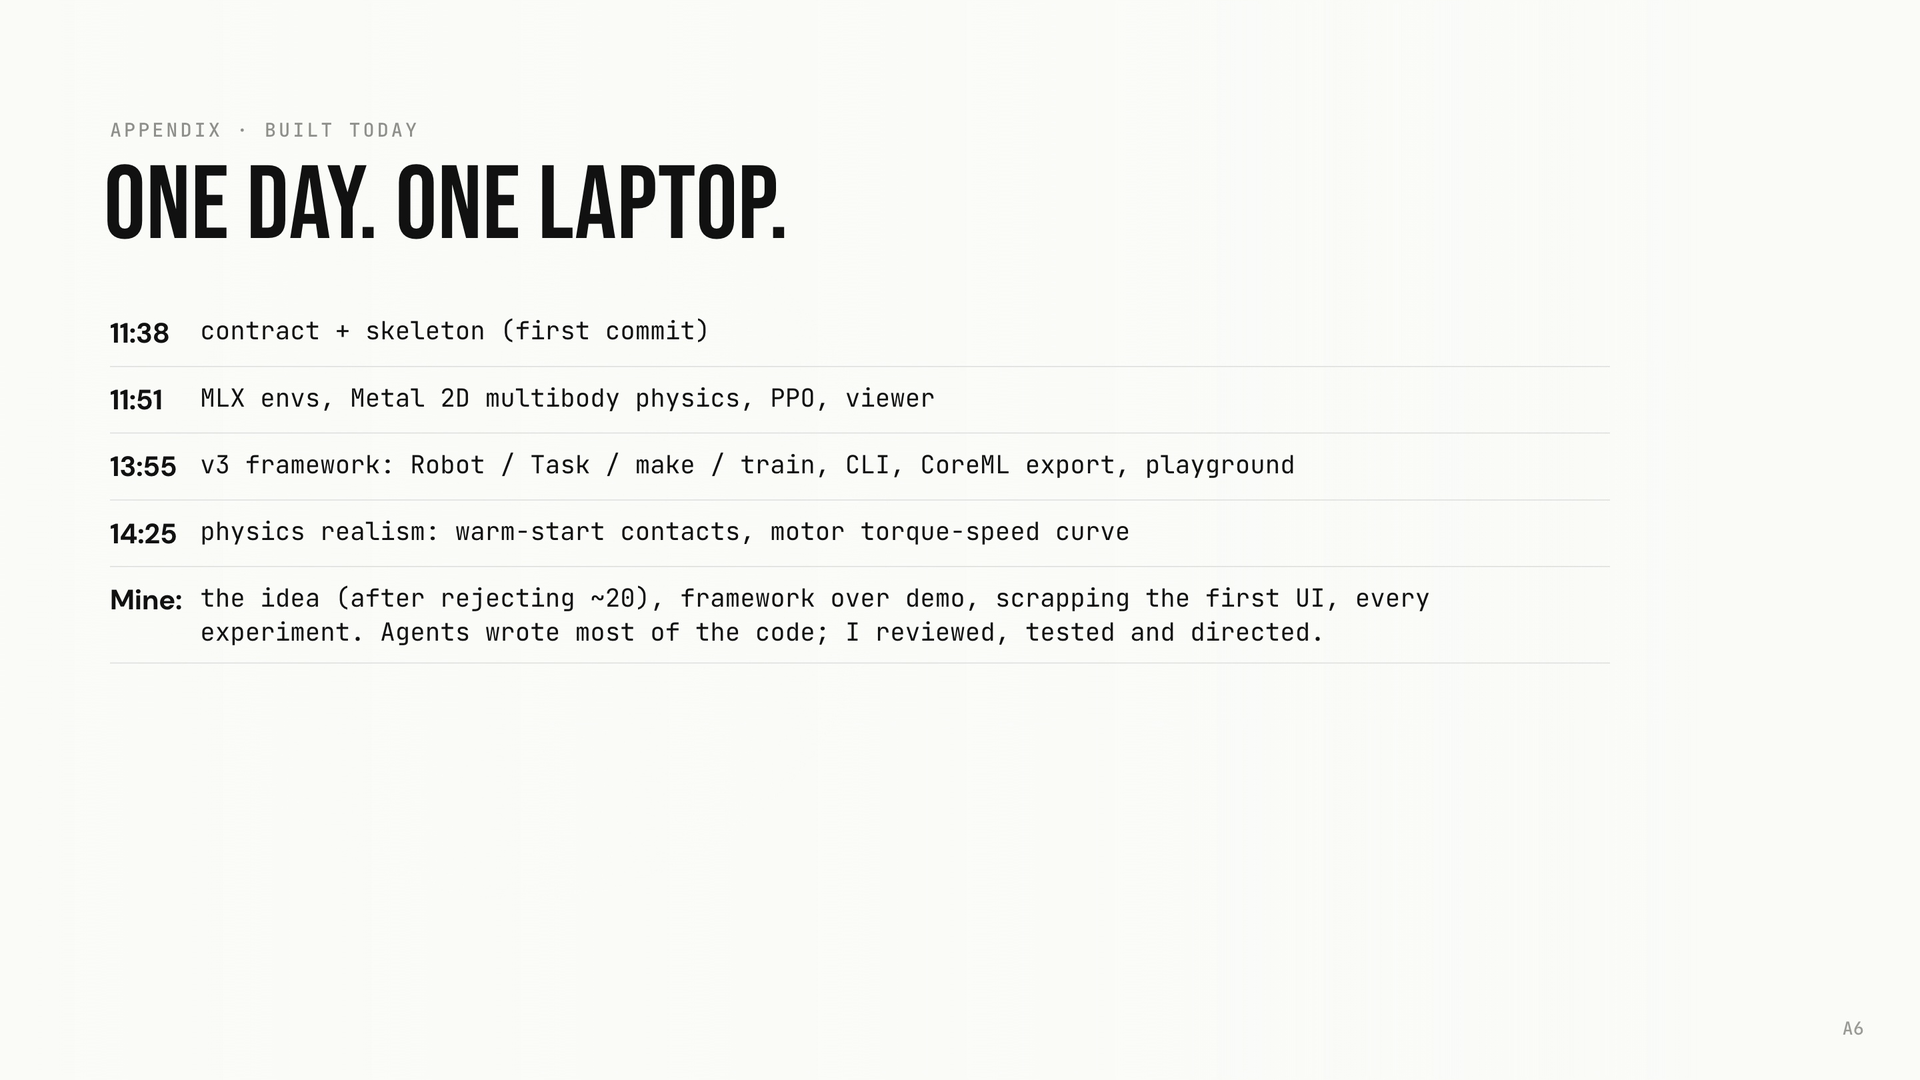 APPENDIX · BUILT TODAY
ONE DAY. ONE LAPTOP.
11:38 contract + skeleton (first commit)
11:51 MLX envs, Metal 2D multibody physics, PPO, viewer
13:55 v3 framework: Robot / Task / make / train, CLI, CoreML export, playground
14:25 physics realism: warm-start contacts, motor torque-speed curve
Mine: the idea (after rejecting ~20), framework over demo, scrapping the first UI, every
experiment. Agents wrote most of the code; I reviewed, tested and directed.
A6